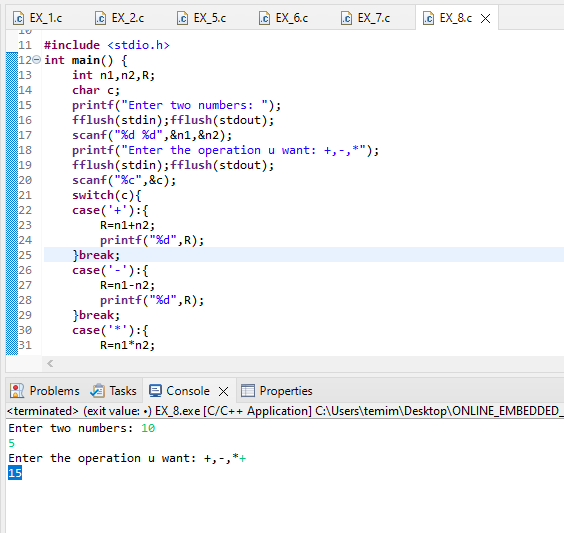 EX_1.c EX_2.c EX_5.c EX_6.c EX_7.c EX_8.c
10
11 #include <stdio.h>
12 int main() {
13 int n1,n2,R;
14 char c;
15 printf("Enter two numbers: ");
16 fflush(stdin);fflush(stdout);
17 scanf("%d %d",&n1,&n2);
18 printf("Enter the operation u want: +,-,*");
19 fflush(stdin);fflush(stdout);
20 scanf("%c",&c);
21 switch(c){
22 case('+'):{
23 R=n1+n2;
24 printf("%d",R);
25 }break;
26 case('-'):{
27 R=n1-n2;
28 printf("%d",R);
29 }break;
30 case('*'):{
31 R=n1*n2;
Problems Tasks Console Properties
<terminated> (exit value: •) EX_8.exe [C/C++ Application] C:\Users\temim\Desktop\ONLINE_EMBEDDED_
Enter two numbers: 10
5
Enter the operation u want: +,-,*+
15